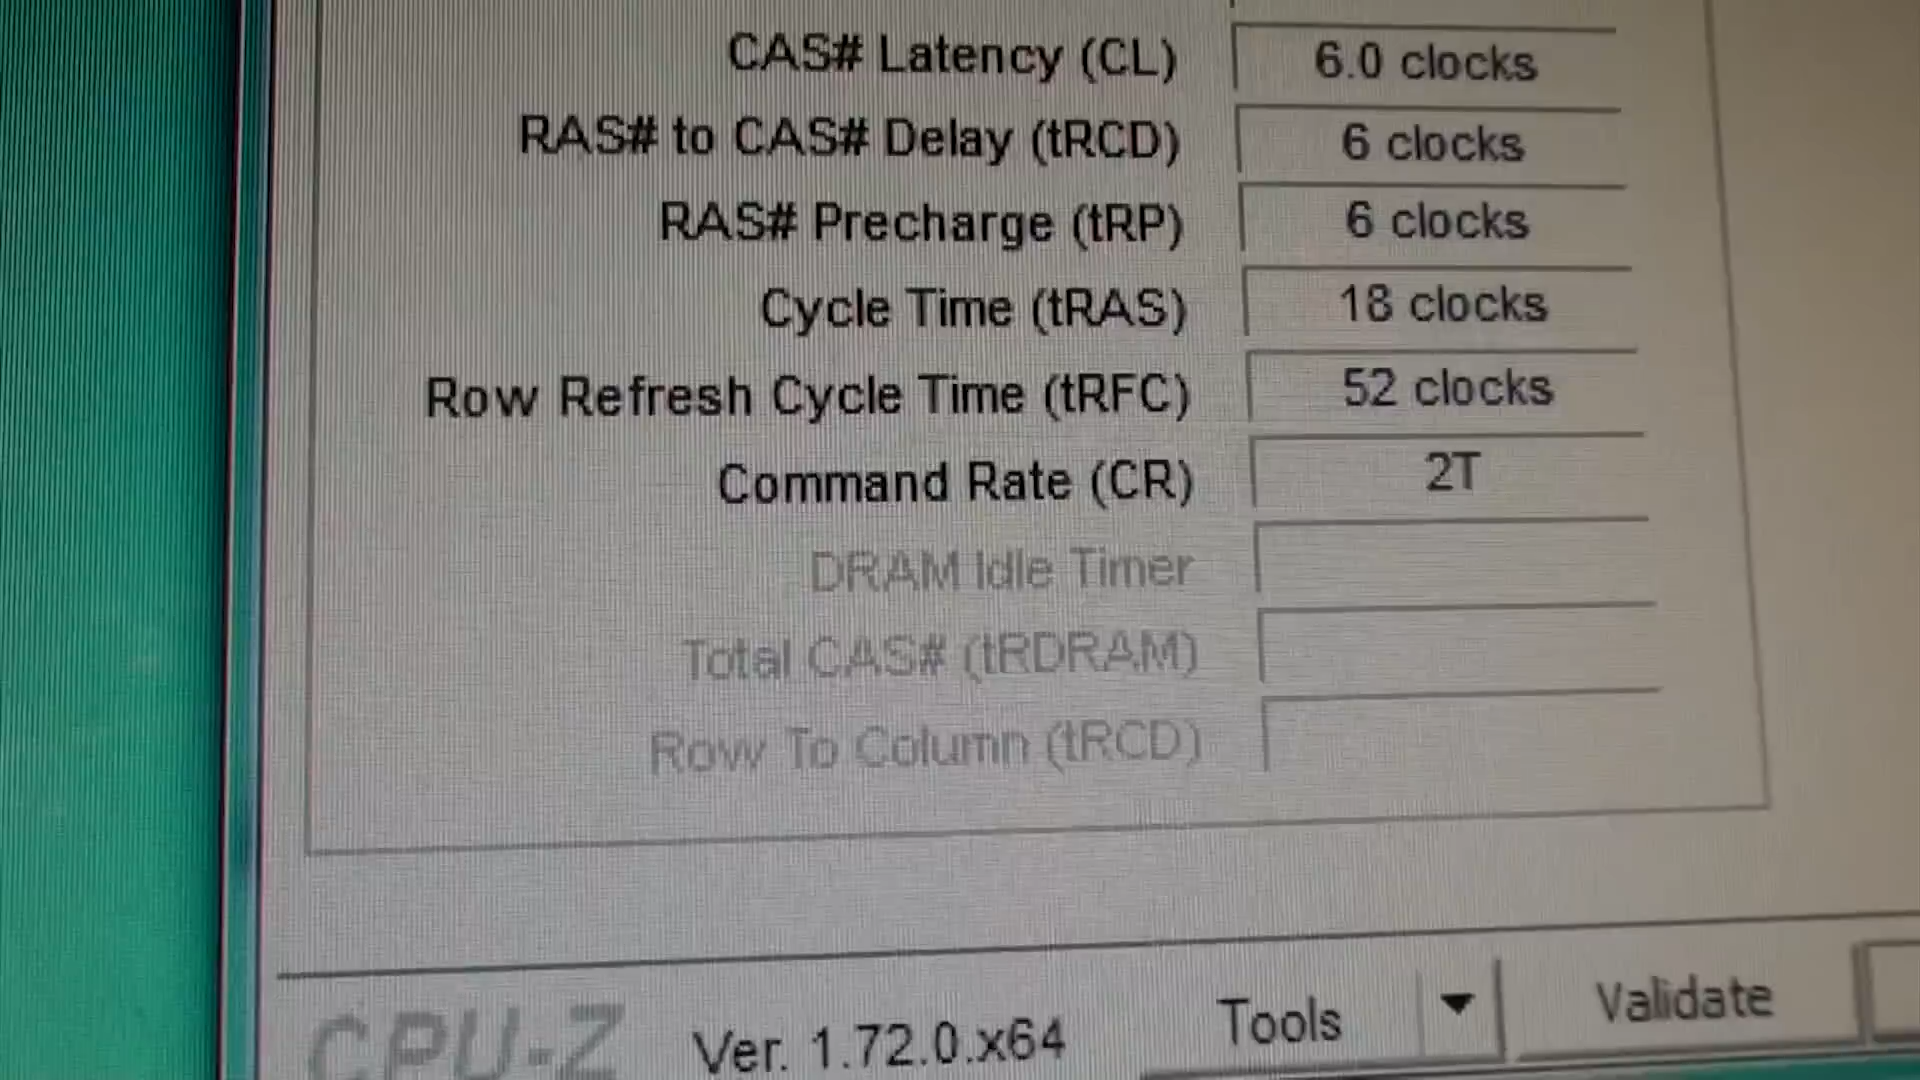 CAS# Latency (CL) 6.0 clocks
RAS# to CAS# Delay (tRCD) 6 clocks
RAS# Precharge (tRP) 6 clocks
Cycle Time (tRAS) 18 clocks
Row Refresh Cycle Time (tRFC) 52 clocks
Command Rate (CR) 2T
DRAM Idle Timer
Total CAS# (tRDRAM)
Row To Column (tRCD)
CPU-Z Ver. 1.72.0.x64 Tools Validate